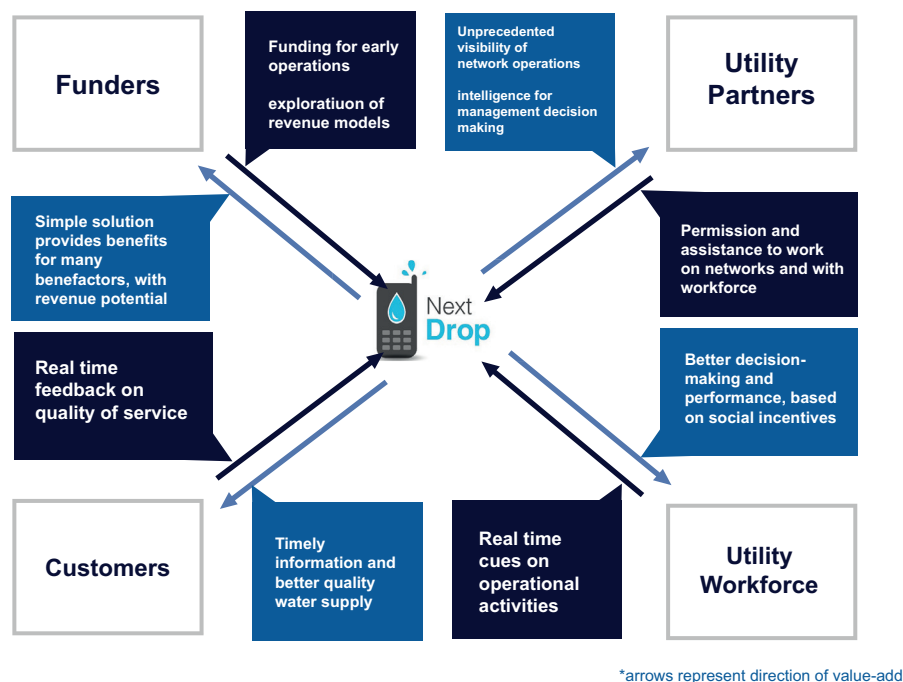 Funders
Funding for early
operations
exploratiuon of
revenue models
Unprecedented
visibility of
network operations
intelligence for
management decision
making
Utility
Partners
Simple solution
provides benefits
for many
benefactors, with
revenue potential
Permission and
assistance to work
on networks and with
workforce
Next
Drop
Real time
feedback on
quality of service
Better decision-
making and
performance, based
on social incentives
Customers
Timely
information and
better quality
water supply
Real time
cues on
operational
activities
Utility
Workforce
*arrows represent direction of value-add